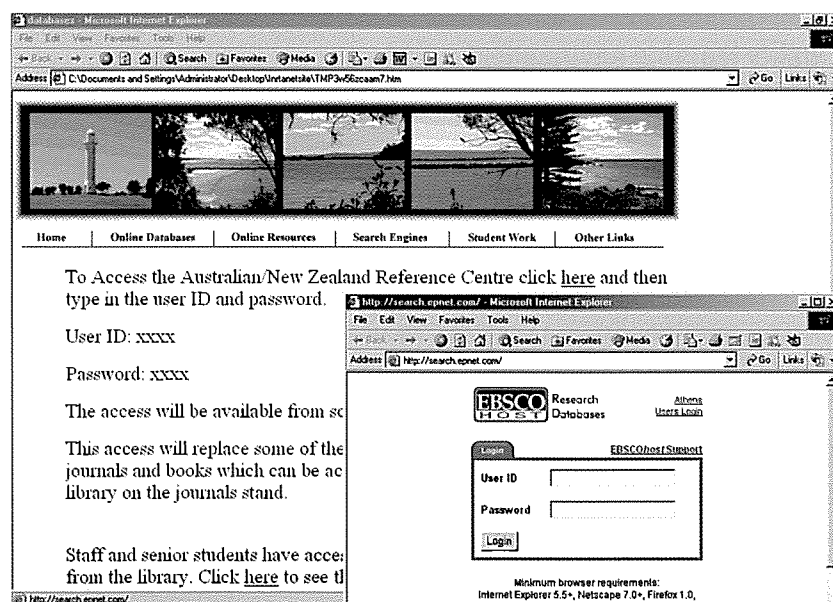 databases - Microsoft Internet Explorer
File Edit View Favorites Tools Help
Back Search Favorites Media
Address C:\Documents and Settings\Administrator\Desktop\Inrtanetsite\TMP3w56zcaam7.htm Go Links
Home Online Databases Online Resources Search Engines Student Work Other Links
To Access the Australian/New Zealand Reference Centre click here and then
type in the user ID and password.
User ID: xxxx
Password: xxxx
The access will be available from sc
This access will replace some of the
journals and books which can be ac
library on the journals stand.
Staff and senior students have acces
from the library. Click here to see tl
http://search.epnet.com/
http://search.epnet.com/ - Microsoft Internet Explorer
File Edit View Favorites Tools Help
Back Search Favorites Media
Address http://search.epnet.com/ Go Links
EBSCO HOST Research Databases
Athens
Users Login
Login
EBSCOhost Support
User ID
Password
Login
Minimum browser requirements:
Internet Explorer 5.5+, Netscape 7.0+, Firefox 1.0,